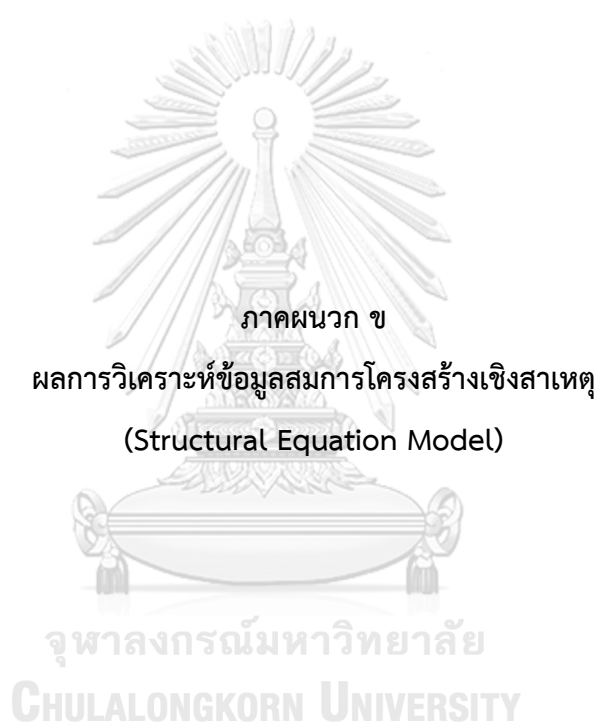 ภาคผนวก ข
ผลการวิเคราะห์ข้อมูลสมการโครงสร้างเชิงสาเหตุ
(Structural Equation Model)
จุฬาลงกรณ์มหาวิทยาลัย
CHULALONGKORN UNIVERSITY